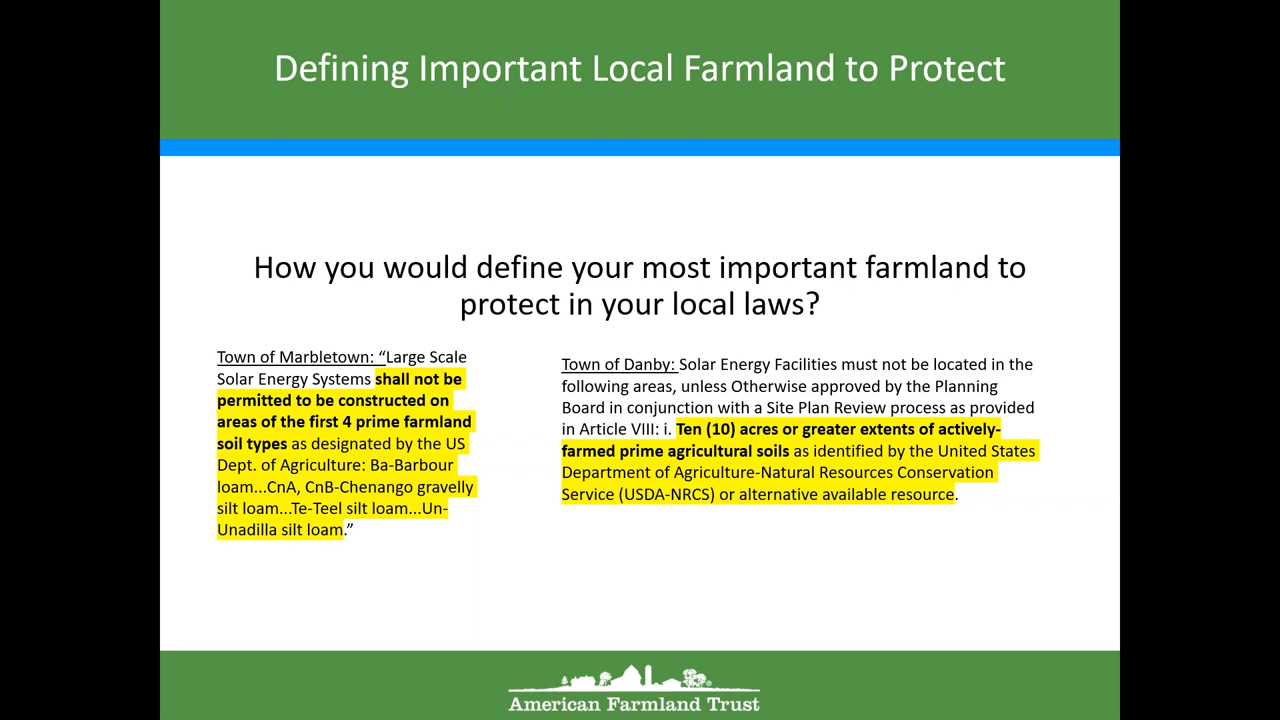 Defining Important Local Farmland to Protect
How you would define your most important farmland to
protect in your local laws?
Town of Marbletown: “Large Scale
Solar Energy Systems shall not be
permitted to be constructed on
areas of the first 4 prime farmland
soil types as designated by the US
Dept. of Agriculture: Ba-Barbour
loam...CnA, CnB-Chenango gravelly
silt loam...Te-Teel silt loam...Un-
Unadilla silt loam.”
Town of Danby: Solar Energy Facilities must not be located in the
following areas, unless Otherwise approved by the Planning
Board in conjunction with a Site Plan Review process as provided
in Article VIII: i. Ten (10) acres or greater extents of actively-
farmed prime agricultural soils as identified by the United States
Department of Agriculture-Natural Resources Conservation
Service (USDA-NRCS) or alternative available resource.
American Farmland Trust